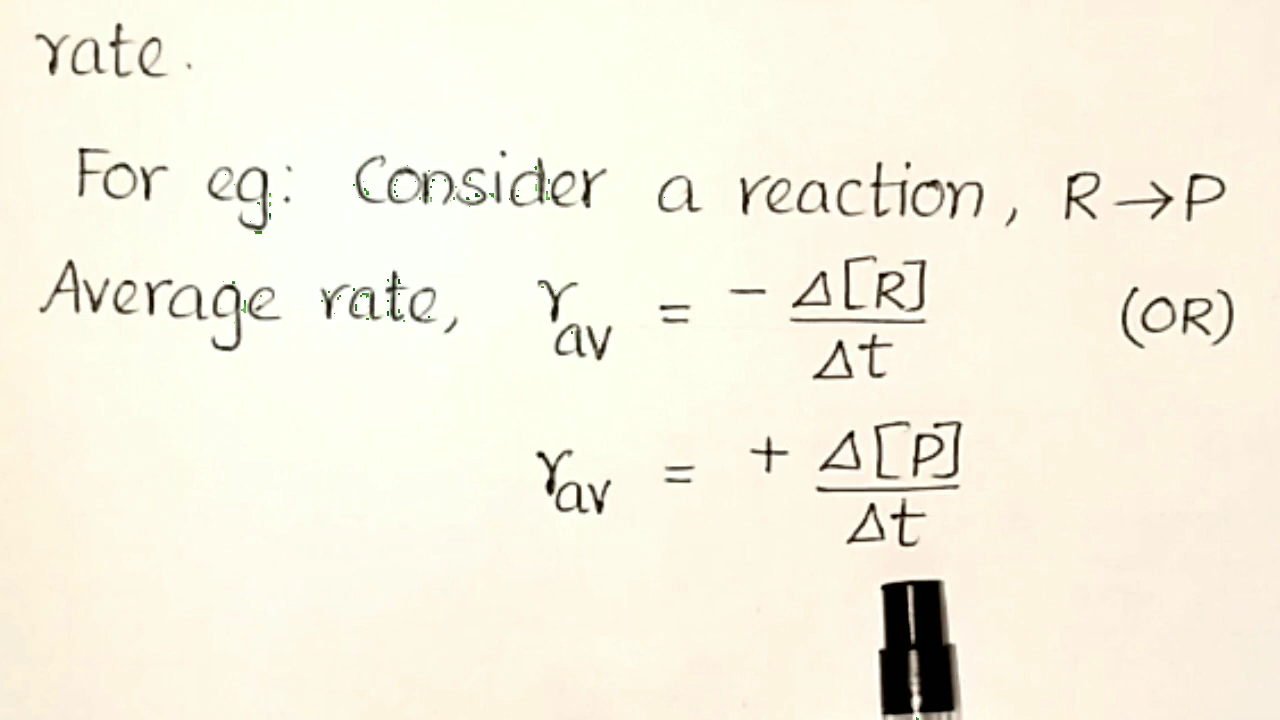 rate.
For eg: Consider a reaction, R → P
Average rate, r_av = - Δ[R]/Δt (OR)
r_av = + Δ[P]/Δt